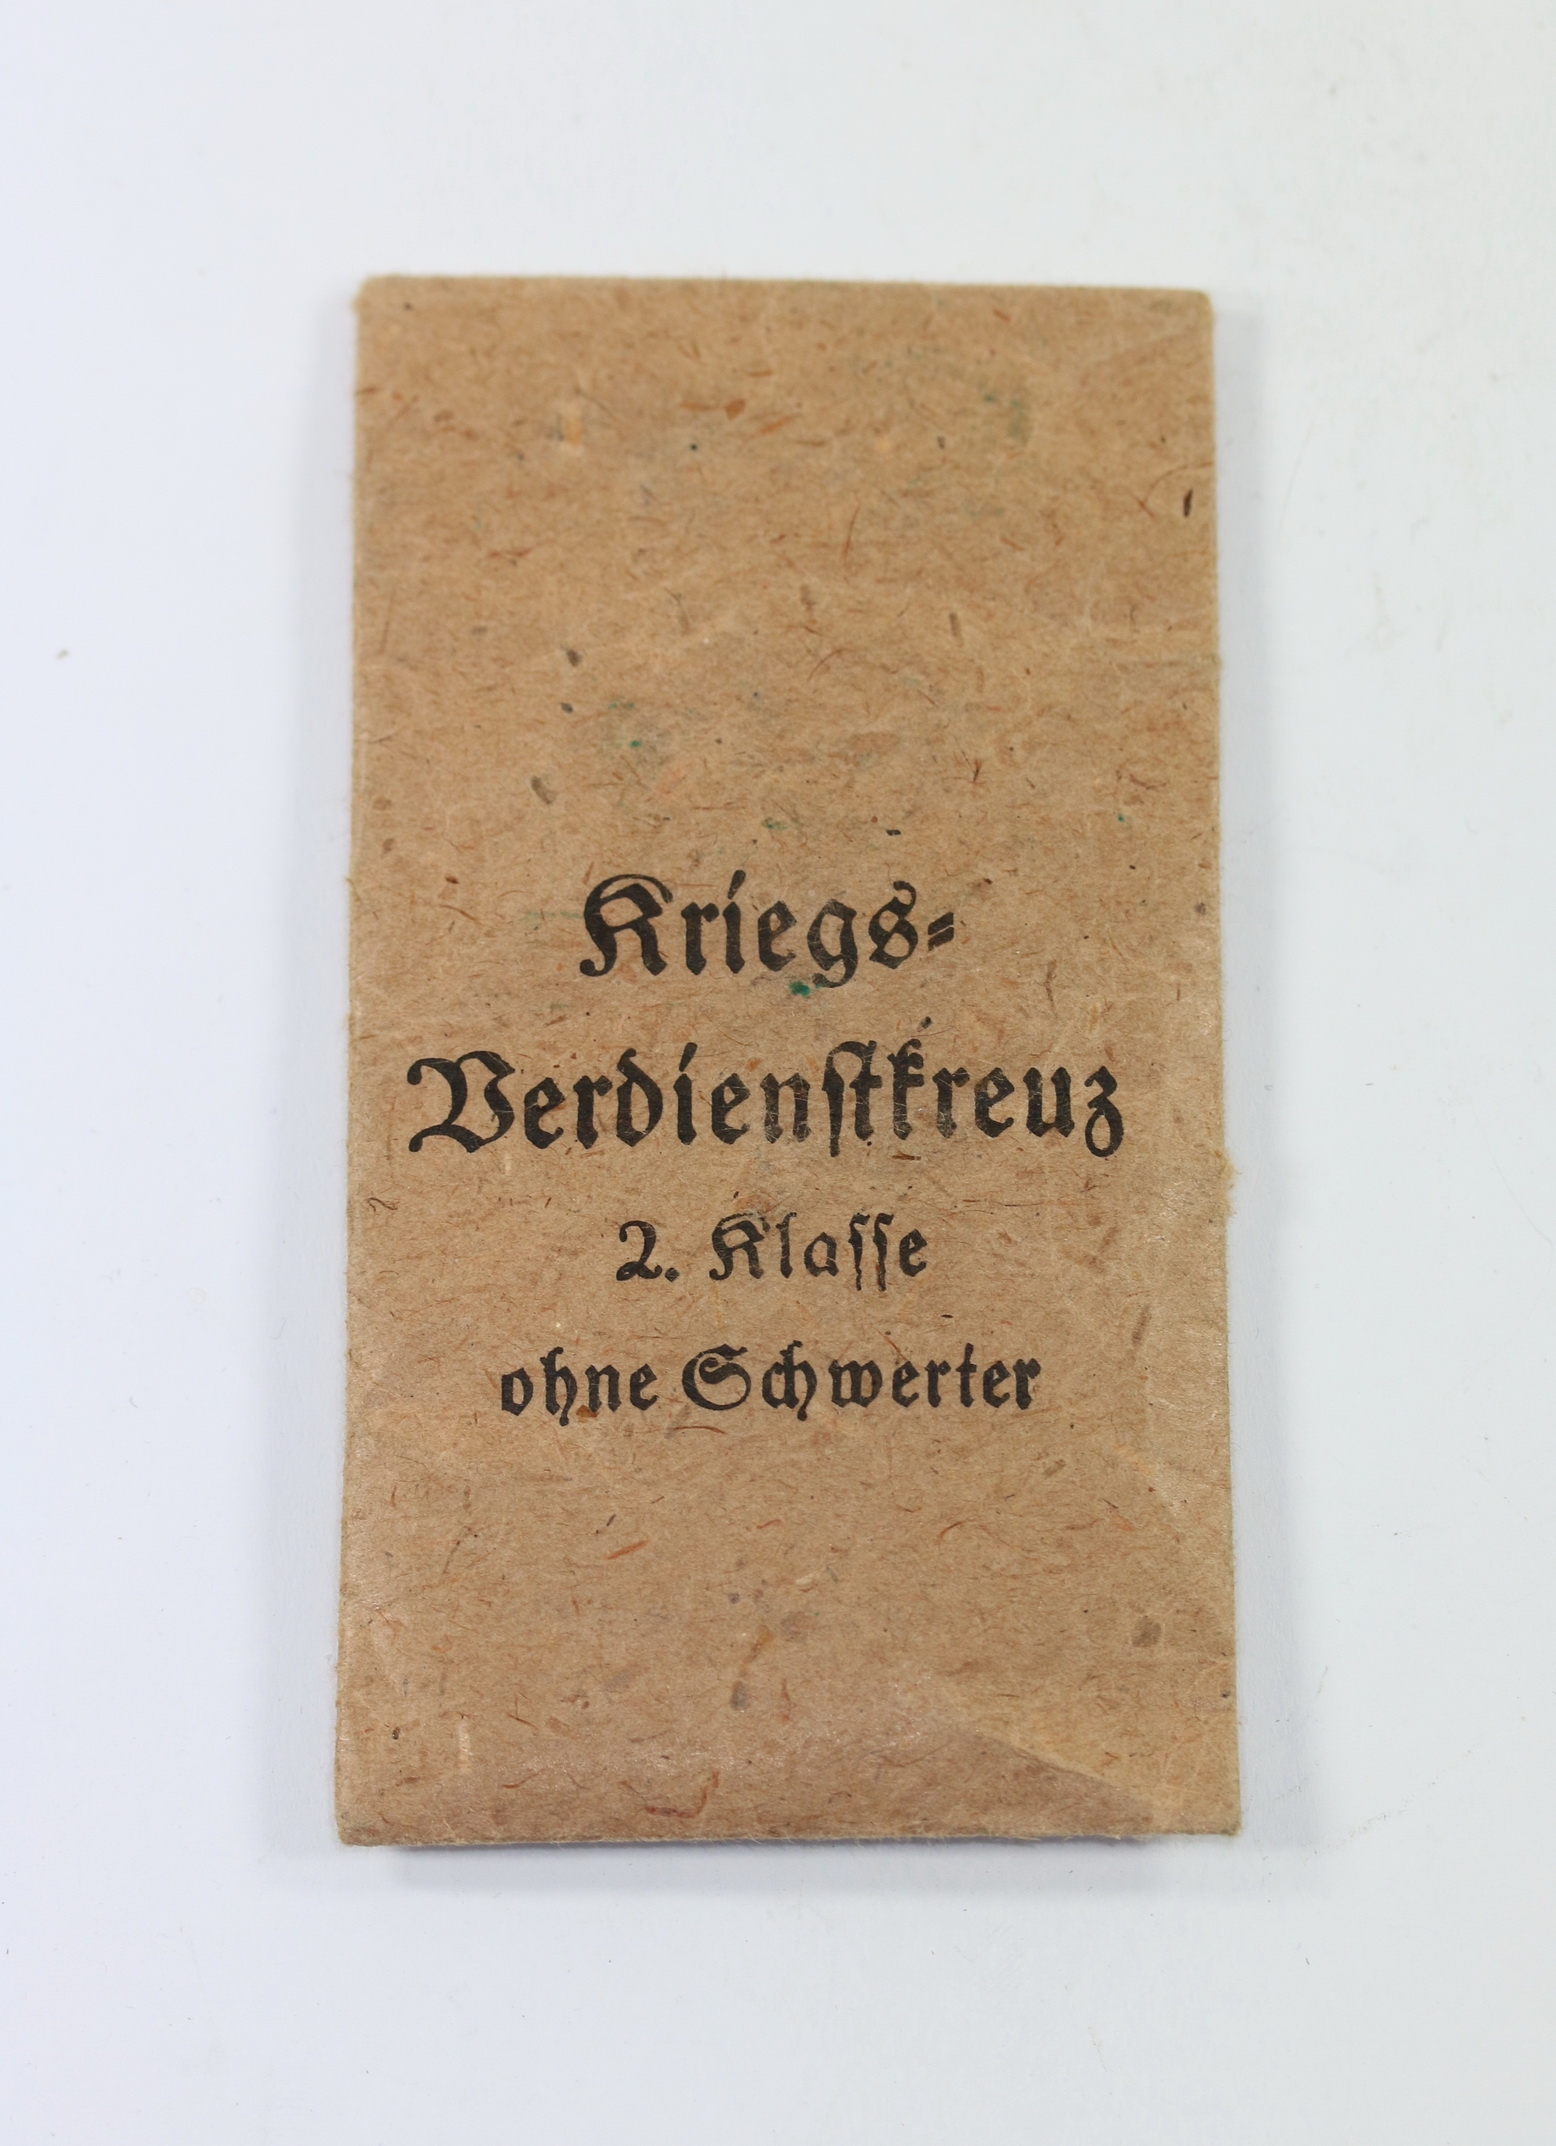 Kriegs=
Verdienſtkreuz
2. Klaſſe
ohne Schwerter